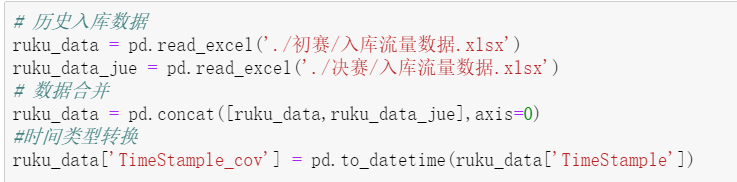 # 历史入库数据
ruku_data = pd.read_excel('./初赛/入库流量数据.xlsx')
ruku_data_jue = pd.read_excel('./决赛/入库流量数据.xlsx')
# 数据合并
ruku_data = pd.concat([ruku_data,ruku_data_jue],axis=0)
#时间类型转换
ruku_data['TimeStample_cov'] = pd.to_datetime(ruku_data['TimeStample'])